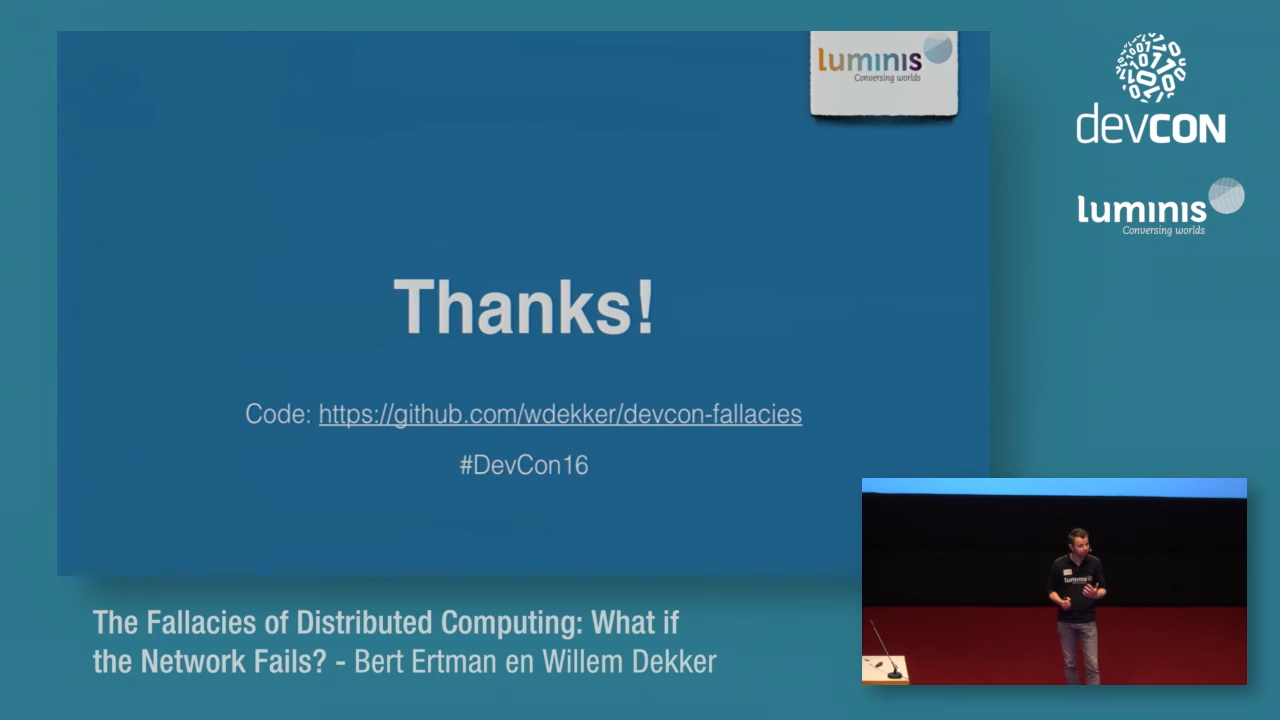 luminis
Conversing worlds
Thanks!
Code: https://github.com/wdekker/devcon-fallacies
#DevCon16
devCON
luminis
Conversing worlds
luminis
The Fallacies of Distributed Computing: What if
the Network Fails? - Bert Ertman en Willem Dekker